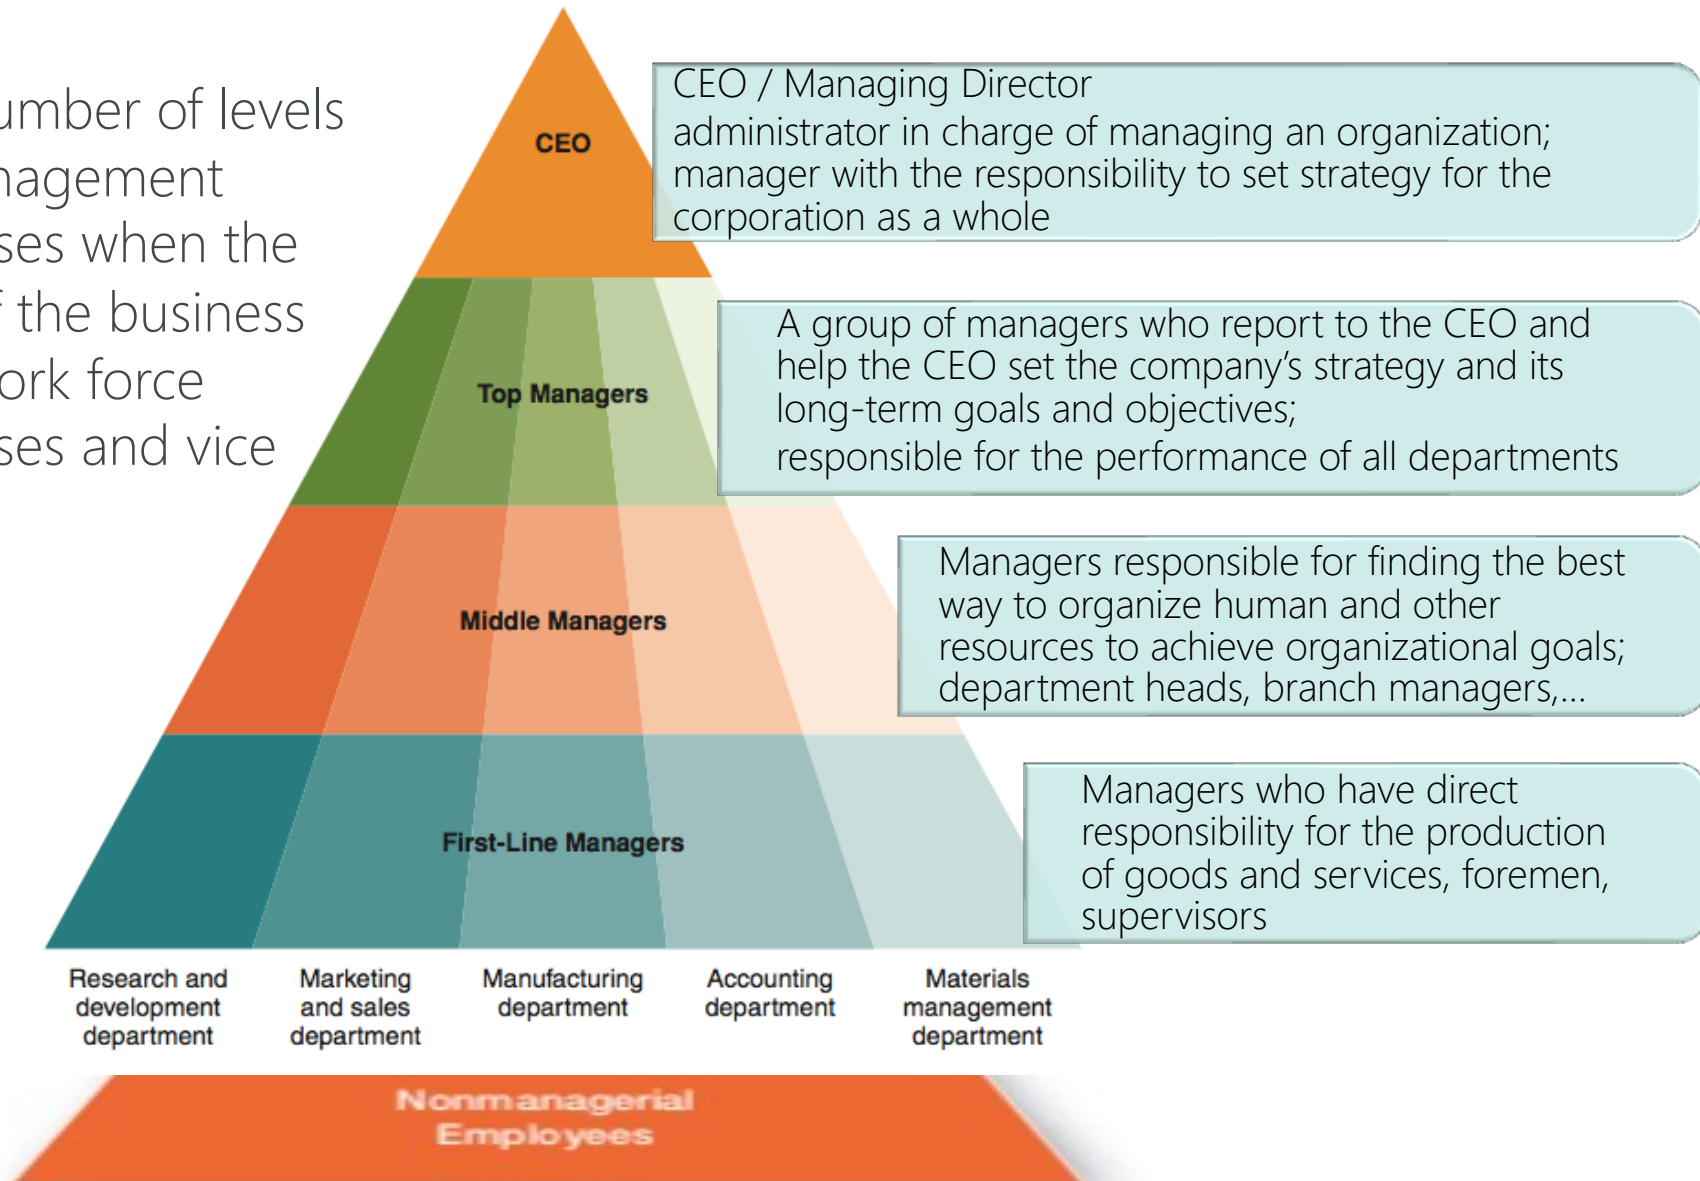 umber of levels
nagement
ses when the
f the business
ork force
ses and vice
CEO
CEO / Managing Director
administrator in charge of managing an organization;
manager with the responsibility to set strategy for the
corporation as a whole
Top Managers
A group of managers who report to the CEO and
help the CEO set the company's strategy and its
long-term goals and objectives;
responsible for the performance of all departments
Middle Managers
Managers responsible for finding the best
way to organize human and other
resources to achieve organizational goals;
department heads, branch managers,...
First-Line Managers
Managers who have direct
responsibility for the production
of goods and services, foremen,
supervisors
Research and
development
department
Marketing
and sales
department
Manufacturing
department
Accounting
department
Materials
management
department
Nonmanagerial
Employees